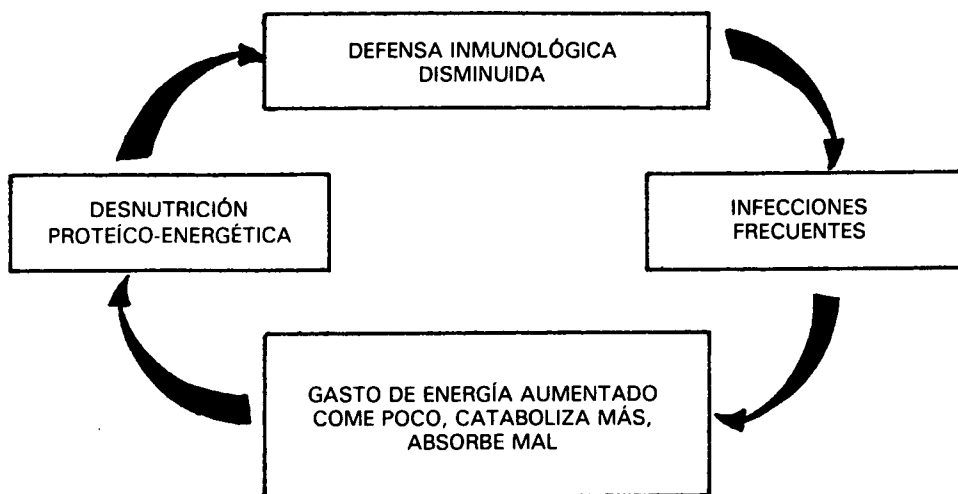 DEFENSA INMUNOLÓGICA
DISMINUIDA
DESNUTRICIÓN
PROTEÍCO-ENERGÉTICA
INFECCIONES
FRECUENTES
GASTO DE ENERGÍA AUMENTADO
COME POCO, CATABOLIZA MÁS,
ABSORBE MAL